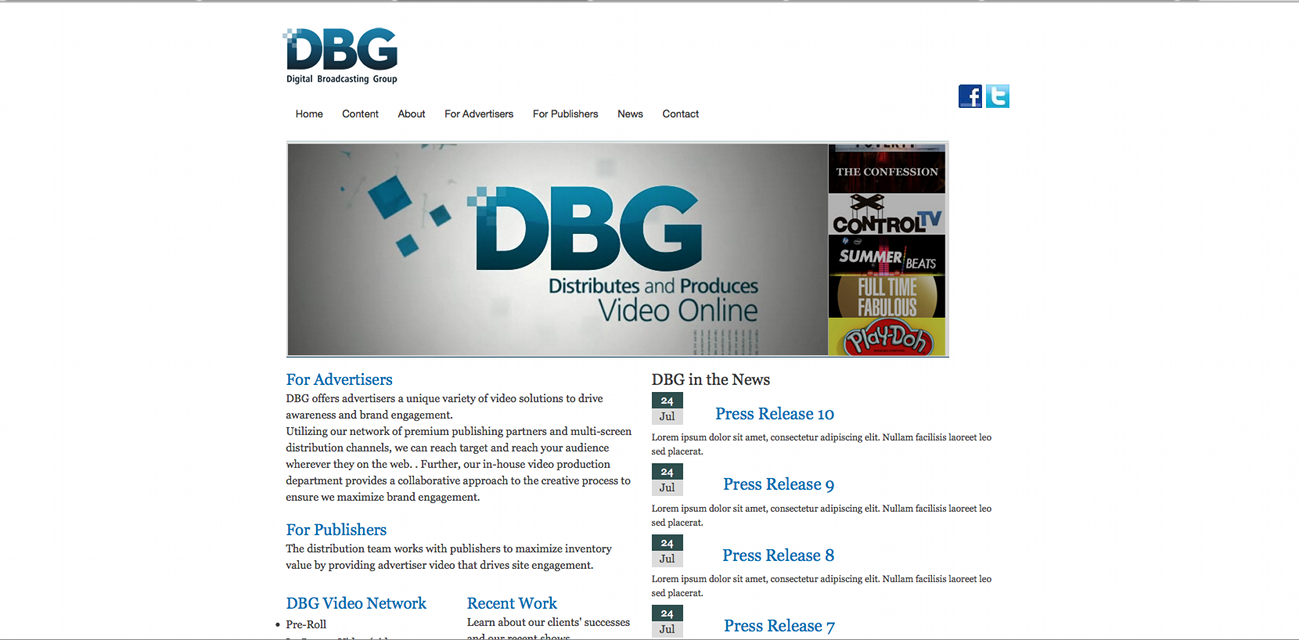 DBG
Digital Broadcasting Group
Home Content About For Advertisers For Publishers News Contact
DBG
Distributes and Produces
Video Online
THE CONFESSION
CONTROLTV
hp
SUMMER BEATS
FULL TIME
FABULOUS
PLAY-DOH
For Advertisers
DBG offers advertisers a unique variety of video solutions to drive
awareness and brand engagement.
Utilizing our network of premium publishing partners and multi-screen
distribution channels, we can reach target and reach your audience
wherever they on the web. . Further, our in-house video production
department provides a collaborative approach to the creative process to
ensure we maximize brand engagement.
For Publishers
The distribution team works with publishers to maximize inventory
value by providing advertiser video that drives site engagement.
DBG Video Network
Pre-Roll
Recent Work
Learn about our clients' successes
and our recent shows
DBG in the News
24
Jul
Press Release 10
Lorem ipsum dolor sit amet, consectetur adipiscing elit. Nullam facilisis laoreet leo
sed placerat.
24
Jul
Press Release 9
Lorem ipsum dolor sit amet, consectetur adipiscing elit. Nullam facilisis laoreet leo
sed placerat.
24
Jul
Press Release 8
Lorem ipsum dolor sit amet, consectetur adipiscing elit. Nullam facilisis laoreet leo
sed placerat.
24
Jul
Press Release 7